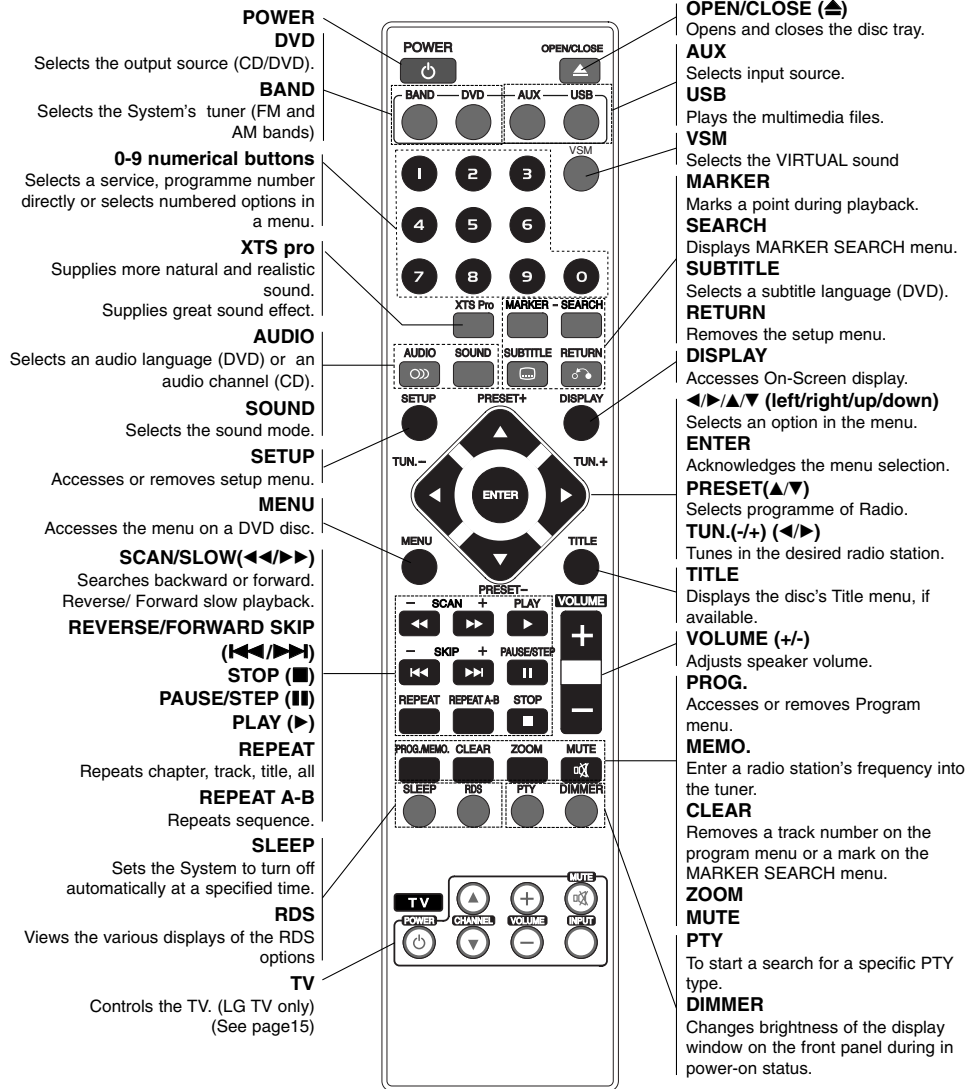 POWER
DVD
Selects the output source (CD/DVD).
BAND
Selects the System's tuner (FM and
AM bands)
0-9 numerical buttons
Selects a service, programme number
directly or selects numbered options in
a menu.
XTS pro
Supplies more natural and realistic
sound.
Supplies great sound effect.
AUDIO
Selects an audio language (DVD) or an
audio channel (CD).
SOUND
Selects the sound mode.
SETUP
Accesses or removes setup menu.
MENU
Accesses the menu on a DVD disc.
SCAN/SLOW(◀◀/▶▶)
Searches backward or forward.
Reverse/ Forward slow playback.
REVERSE/FORWARD SKIP
(|◀◀/▶▶|)
STOP (■)
PAUSE/STEP (❚❚)
PLAY (▶)
REPEAT
Repeats chapter, track, title, all
REPEAT A-B
Repeats sequence.
SLEEP
Sets the System to turn off
automatically at a specified time.
RDS
Views the various displays of the RDS
options
TV
Controls the TV. (LG TV only)
(See page15)
POWER OPEN/CLOSE
BAND DVD AUX USB
VSM
1 2 3
4 5 6
7 8 9 0
XTS Pro MARKER - SEARCH
AUDIO SOUND SUBTITLE RETURN
SETUP PRESET+ DISPLAY
TUN.- TUN.+
ENTER
MENU TITLE
PRESET-
- SCAN + PLAY VOLUME
+
- SKIP + PAUSE/STEP
-
REPEAT REPEAT A-B STOP
PROG./MEMO. CLEAR ZOOM MUTE
SLEEP RDS PTY DIMMER
MUTE
TV
POWER CHANNEL VOLUME INPUT
OPEN/CLOSE (⏏)
Opens and closes the disc tray.
AUX
Selects input source.
USB
Plays the multimedia files.
VSM
Selects the VIRTUAL sound
MARKER
Marks a point during playback.
SEARCH
Displays MARKER SEARCH menu.
SUBTITLE
Selects a subtitle language (DVD).
RETURN
Removes the setup menu.
DISPLAY
Accesses On-Screen display.
◀/▶/▲/▼ (left/right/up/down)
Selects an option in the menu.
ENTER
Acknowledges the menu selection.
PRESET(▲/▼)
Selects programme of Radio.
TUN.(-/+) (◀/▶)
Tunes in the desired radio station.
TITLE
Displays the disc's Title menu, if
available.
VOLUME (+/-)
Adjusts speaker volume.
PROG.
Accesses or removes Program
menu.
MEMO.
Enter a radio station's frequency into
the tuner.
CLEAR
Removes a track number on the
program menu or a mark on the
MARKER SEARCH menu.
ZOOM
MUTE
PTY
To start a search for a specific PTY
type.
DIMMER
Changes brightness of the display
window on the front panel during in
power-on status.